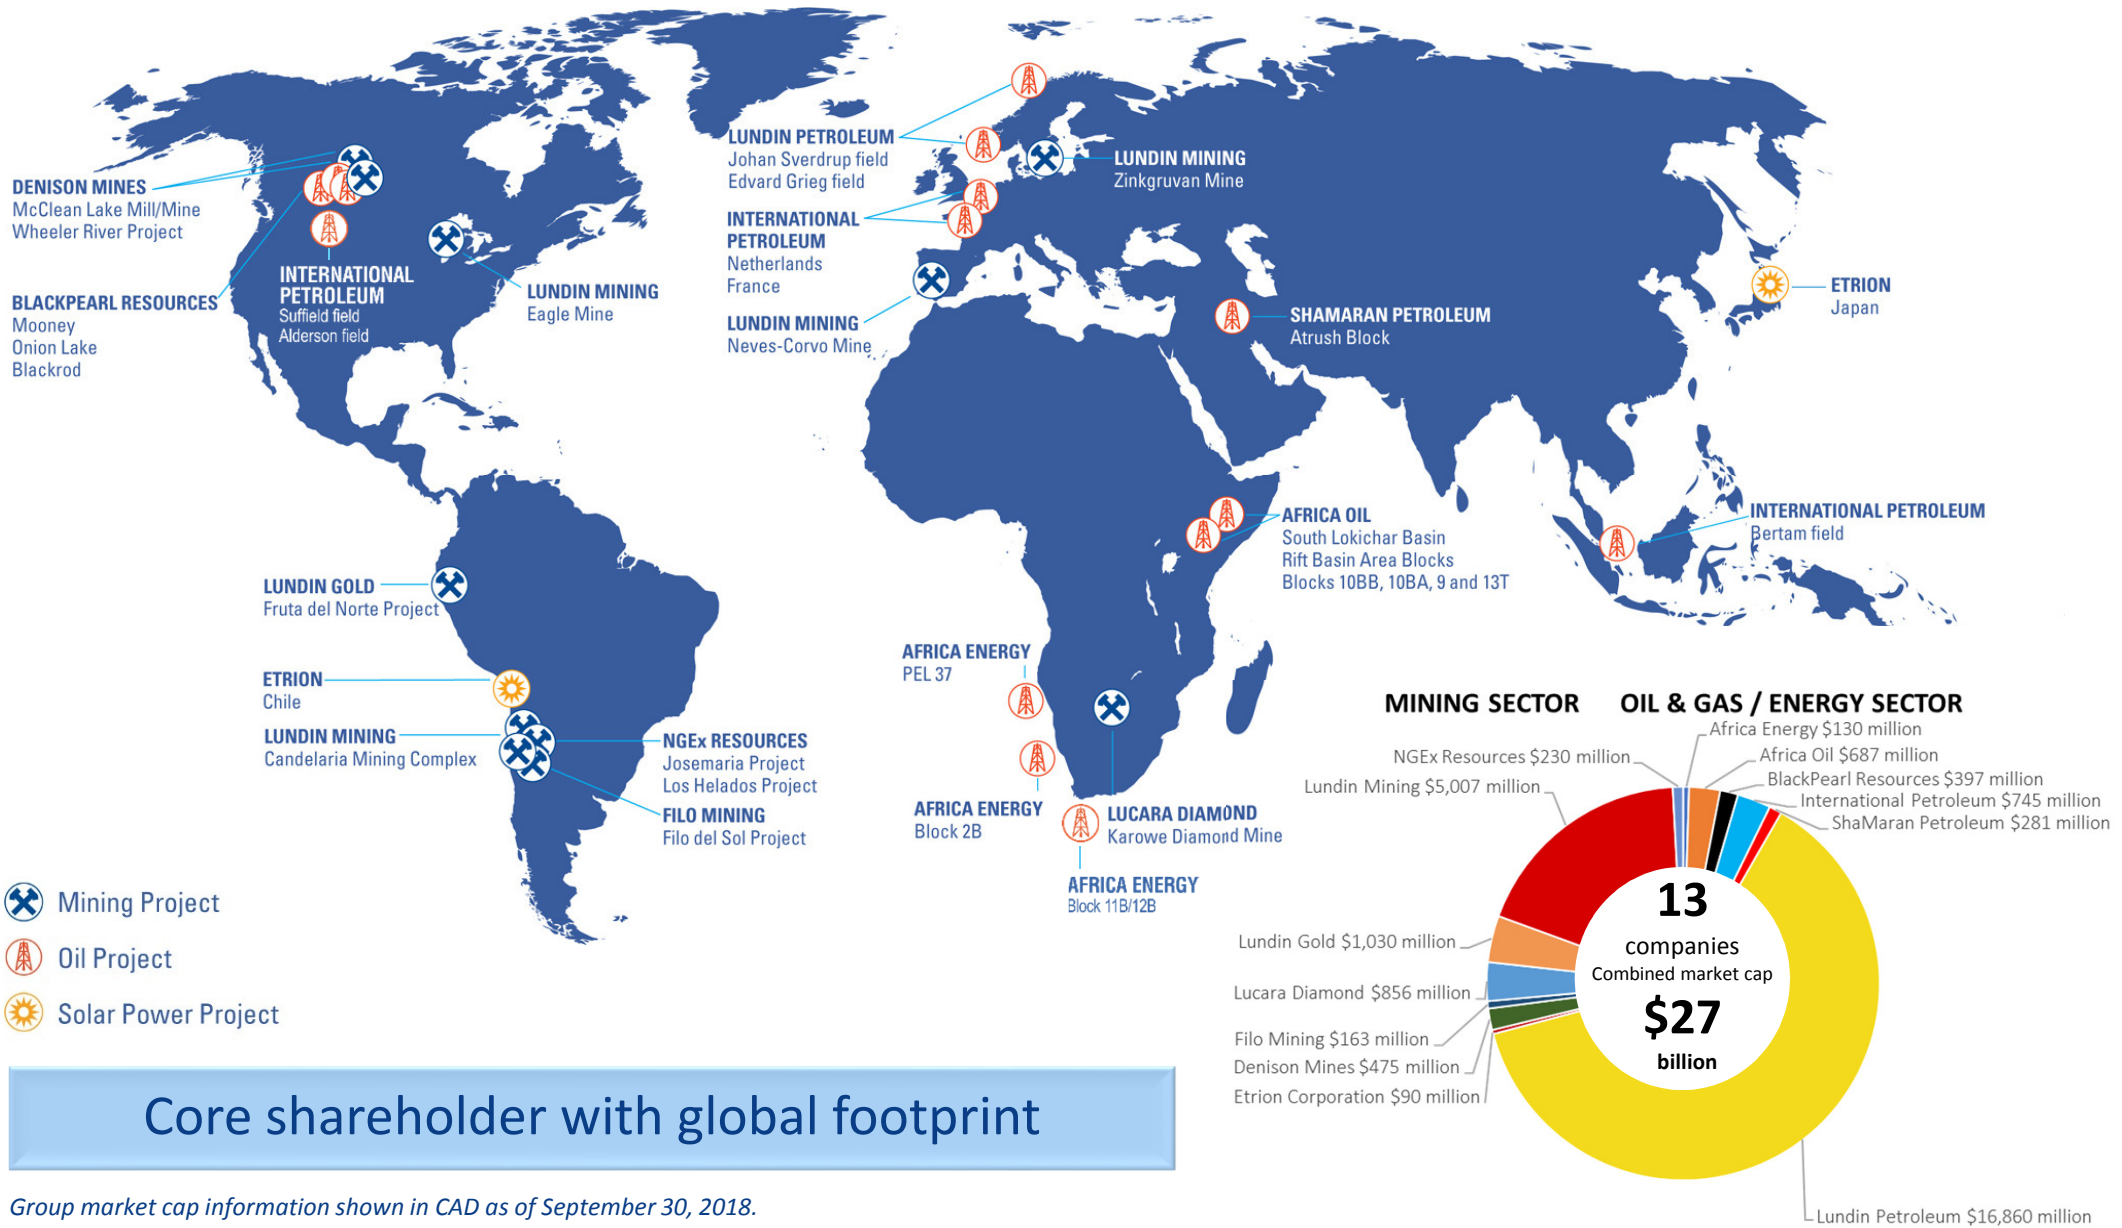 DENISON MINES
McClean Lake Mill/Mine
Wheeler River Project
BLACKPEARL RESOURCES
Mooney
Onion Lake
Blackrod
INTERNATIONAL
PETROLEUM
Suffield field
Alderson field
LUNDIN MINING
Eagle Mine
LUNDIN PETROLEUM
Johan Sverdrup field
Edvard Grieg field
INTERNATIONAL
PETROLEUM
Netherlands
France
LUNDIN MINING
Neves-Corvo Mine
LUNDIN MINING
Zinkgruvan Mine
SHAMARAN PETROLEUM
Atrush Block
ETRION
Japan
AFRICA OIL
South Lokichar Basin
Rift Basin Area Blocks
Blocks 10BB, 10BA, 9 and 13T
INTERNATIONAL PETROLEUM
Bertam field
LUNDIN GOLD
Fruta del Norte Project
ETRION
Chile
LUNDIN MINING
Candelaria Mining Complex
NGEx RESOURCES
Josemaria Project
Los Helados Project
FILO MINING
Filo del Sol Project
AFRICA ENERGY
PEL 37
AFRICA ENERGY
Block 2B
LUCARA DIAMOND
Karowe Diamond Mine
AFRICA ENERGY
Block 11B/12B
Mining Project
Oil Project
Solar Power Project
MINING SECTOR
OIL & GAS / ENERGY SECTOR
Africa Energy $130 million
NGEx Resources $230 million
Africa Oil $687 million
BlackPearl Resources $397 million
Lundin Mining $5,007 million
International Petroleum $745 million
ShaMaran Petroleum $281 million
13
companies
Combined market cap
$27
billion
Lundin Gold $1,030 million
Lucara Diamond $856 million
Filo Mining $163 million
Denison Mines $475 million
Etrion Corporation $90 million
Lundin Petroleum $16,860 million
Core shareholder with global footprint
Group market cap information shown in CAD as of September 30, 2018.